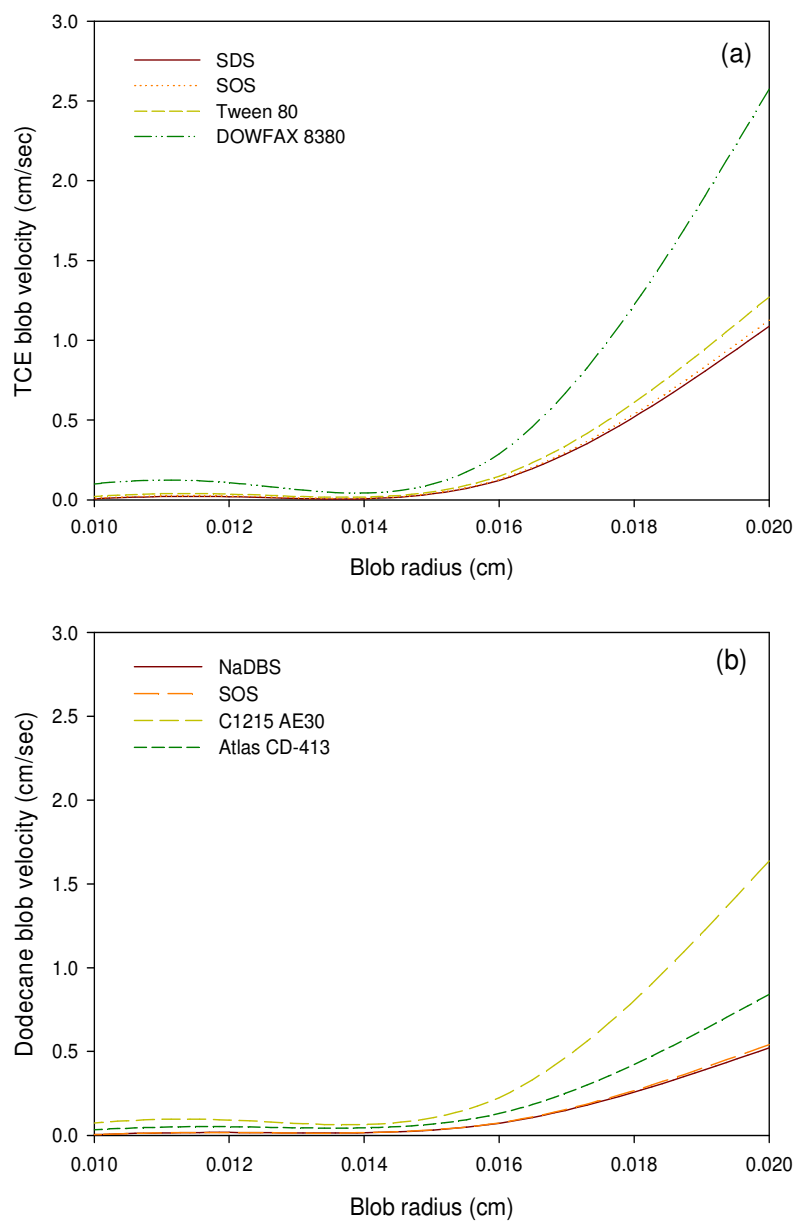 (a)
SDS
SOS
Tween 80
DOWFAX 8380
TCE blob velocity (cm/sec)
3.0
2.5
2.0
1.5
1.0
0.5
0.0
0.010 0.012 0.014 0.016 0.018 0.020
Blob radius (cm)
(b)
NaDBS
SOS
C1215 AE30
Atlas CD-413
Dodecane blob velocity (cm/sec)
3.0
2.5
2.0
1.5
1.0
0.5
0.0
0.010 0.012 0.014 0.016 0.018 0.020
Blob radius (cm)